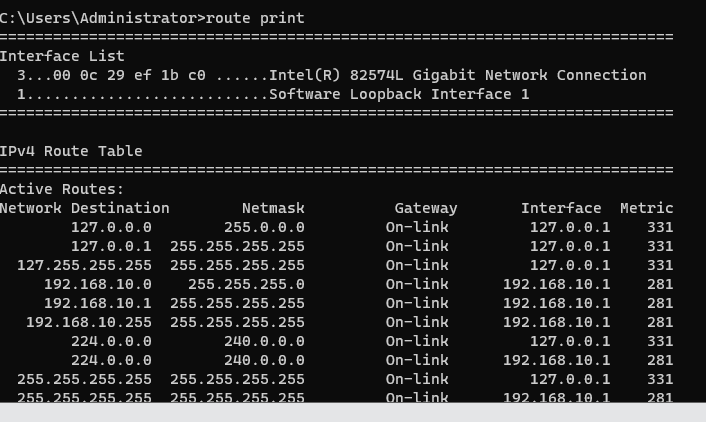 C:\Users\Administrator>route print
===========================================================================
Interface List
  3...00 0c 29 ef 1b c0 ......Intel(R) 82574L Gigabit Network Connection
  1...........................Software Loopback Interface 1
===========================================================================
IPv4 Route Table
===========================================================================
Active Routes:
Network Destination        Netmask          Gateway       Interface  Metric
        127.0.0.0        255.0.0.0         On-link         127.0.0.1    331
        127.0.0.1  255.255.255.255         On-link         127.0.0.1    331
  127.255.255.255  255.255.255.255         On-link         127.0.0.1    331
     192.168.10.0    255.255.255.0         On-link      192.168.10.1    281
     192.168.10.1  255.255.255.255         On-link      192.168.10.1    281
   192.168.10.255  255.255.255.255         On-link      192.168.10.1    281
        224.0.0.0        240.0.0.0         On-link         127.0.0.1    331
        224.0.0.0        240.0.0.0         On-link      192.168.10.1    281
  255.255.255.255  255.255.255.255         On-link         127.0.0.1    331
  255.255.255.255  255.255.255.255         On-link      192.168.10.1    281